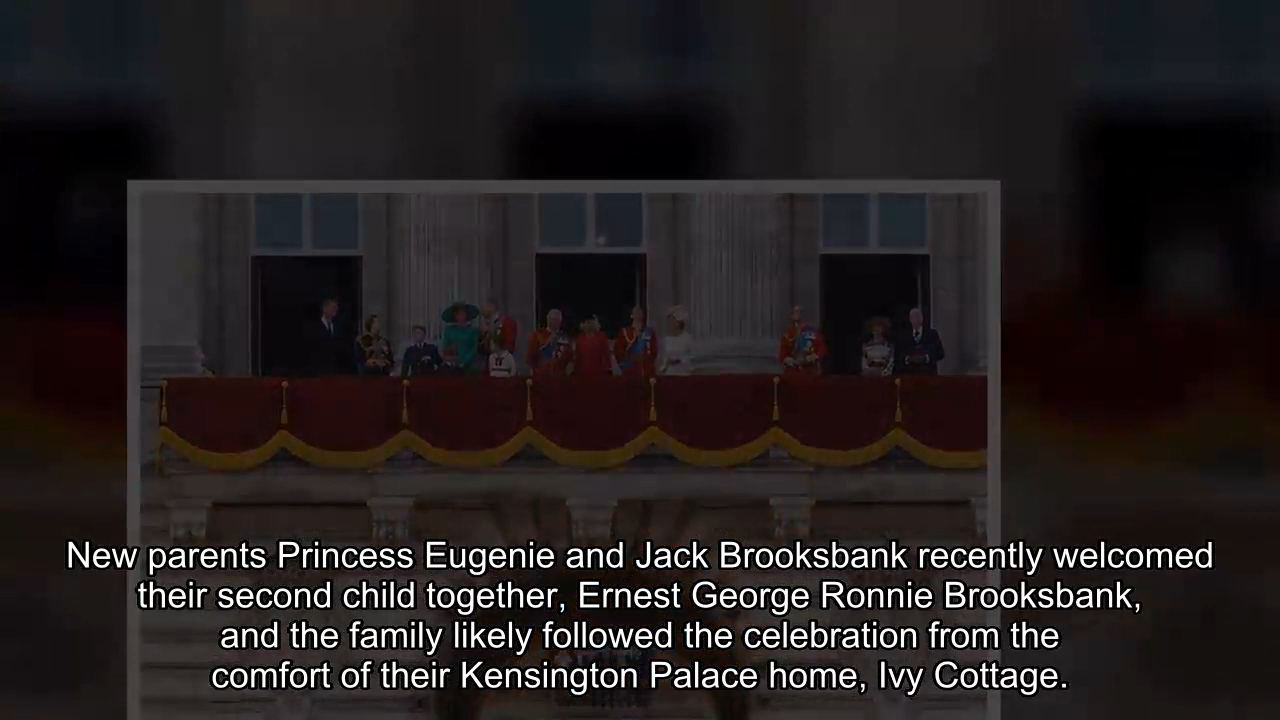 New parents Princess Eugenie and Jack Brooksbank recently welcomed
their second child together, Ernest George Ronnie Brooksbank,
and the family likely followed the celebration from the
comfort of their Kensington Palace home, Ivy Cottage.